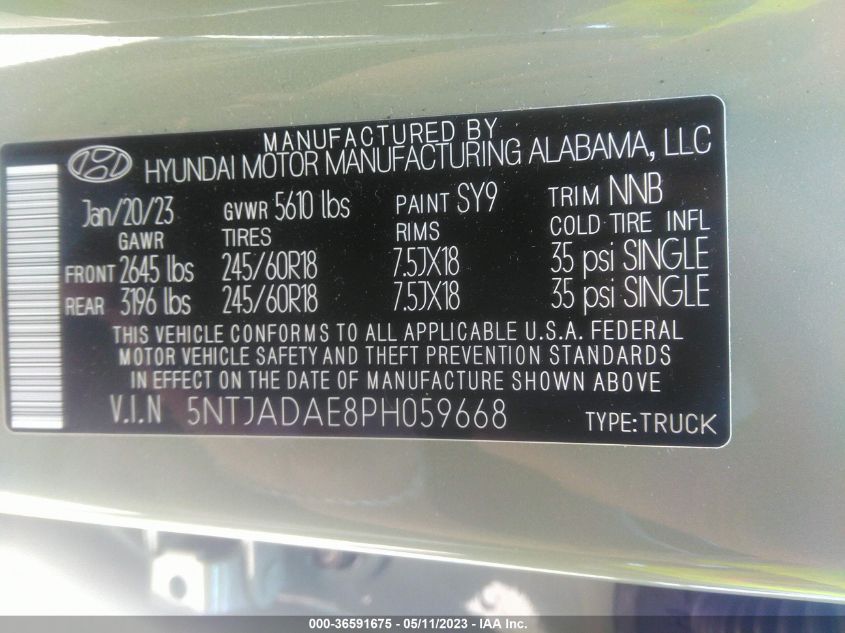 MANUFACTURED BY
HYUNDAI MOTOR MANUFACTURING ALABAMA, LLC
Jan/20/23 GVWR 5610 lbs PAINT SY9 TRIM NNB
GAWR TIRES RIMS COLD TIRE INFL
FRONT 2645 lbs 245/60R18 7.5JX18 35 psi SINGLE
REAR 3196 lbs 245/60R18 7.5JX18 35 psi SINGLE
THIS VEHICLE CONFORMS TO ALL APPLICABLE U.S.A. FEDERAL
MOTOR VEHICLE SAFETY AND THEFT PREVENTION STANDARDS
IN EFFECT ON THE DATE OF MANUFACTURE SHOWN ABOVE
V.I.N 5NTJADAE8PH059668 TYPE:TRUCK
000-36591675 - 05/11/2023 - IAA Inc.